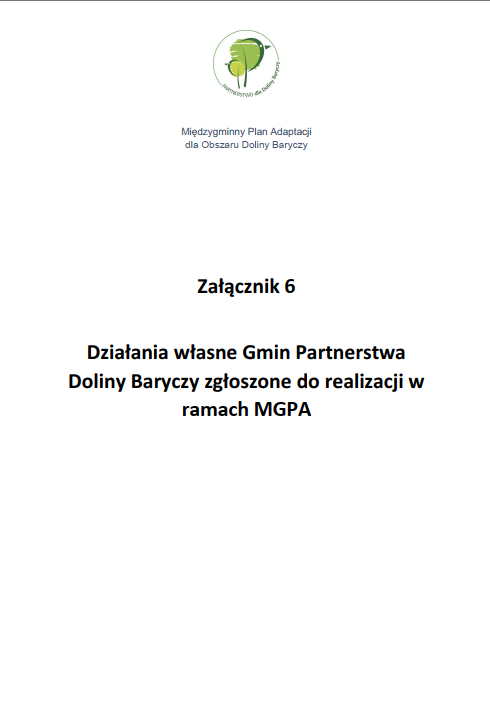 PARTNERSTWO dla Doliny Baryczy
Międzygminny Plan Adaptacji
dla Obszaru Doliny Baryczy
Załącznik 6
Działania własne Gmin Partnerstwa
Doliny Baryczy zgłoszone do realizacji w
ramach MGPA